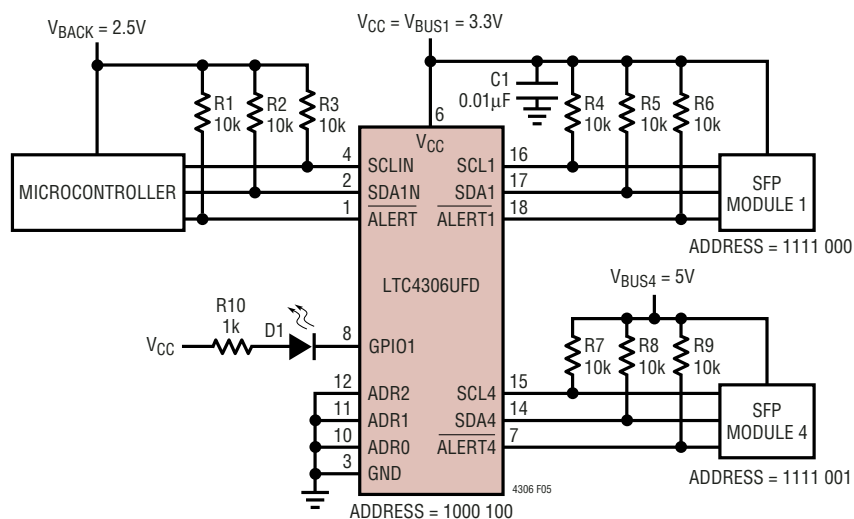 VBACK = 2.5V
VCC = VBUS1 = 3.3V
R1
10k
R2
10k
R3
10k
C1
0.01μF
R4
10k
R5
10k
R6
10k
6
VCC
MICROCONTROLLER
4
SCLIN
2
SDA1N
1
ALERT
SCL1
16
SDA1
17
ALERT1
18
SFP
MODULE 1
ADDRESS = 1111 000
LTC4306UFD
VBUS4 = 5V
VCC
R10
1k
D1
8
GPIO1
R7
10k
R8
10k
R9
10k
12
ADR2
11
ADR1
10
ADR0
3
GND
SCL4
15
SDA4
14
ALERT4
7
SFP
MODULE 4
ADDRESS = 1111 001
4306 F05
ADDRESS = 1000 100